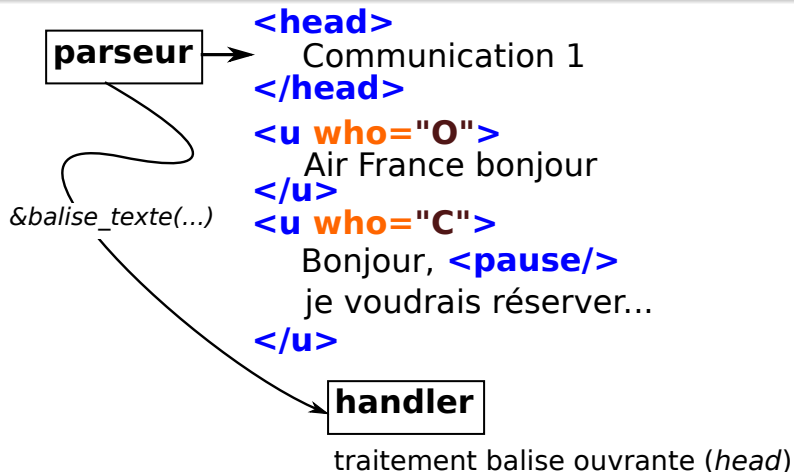 <head>
parseur
Communication 1
</head>
<u who="O">
Air France bonjour
</u>
&balise_texte(...)
<u who="C">
Bonjour, <pause/>
je voudrais réserver...
</u>
handler
traitement balise ouvrante (head)